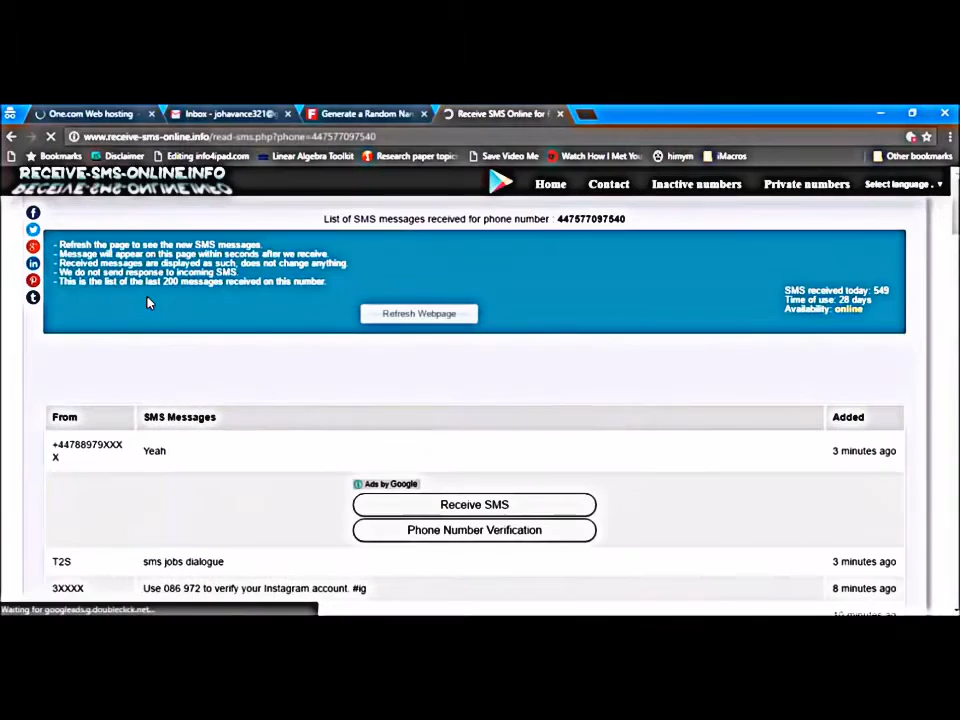 One.com Web hosting
Inbox - johavance321@
Generate a Random Nan
Receive SMS Online for
www.receive-sms-online.info/read-sms.php?phone=447577097540
Bookmarks Disclaimer Editing info4ipad.com Linear Algebra Toolkit Research paper topic Save Video Me Watch How I Met You himym iMacros Other bookmarks
RECEIVE-SMS-ONLINE.INFO
Home Contact Inactive numbers Private numbers Select language .
List of SMS messages received for phone number : 447577097540
- Refresh the page to see the new SMS messages.
- Message will appear on this page within seconds after we receive.
- Received messages are displayed as such, does not change anything.
- We do not send response to incoming SMS.
- This is the list of the last 200 messages received on this number.
SMS received today: 549
Time of use: 28 days
Availability: online
Refresh Webpage
From SMS Messages Added
+44788979XXX
X
Yeah 3 minutes ago
Ads by Google
Receive SMS
Phone Number Verification
T2S sms jobs dialogue 3 minutes ago
3XXXX Use 086 972 to verify your Instagram account. #ig 8 minutes ago
Waiting for googleads.g.doubleclick.net...